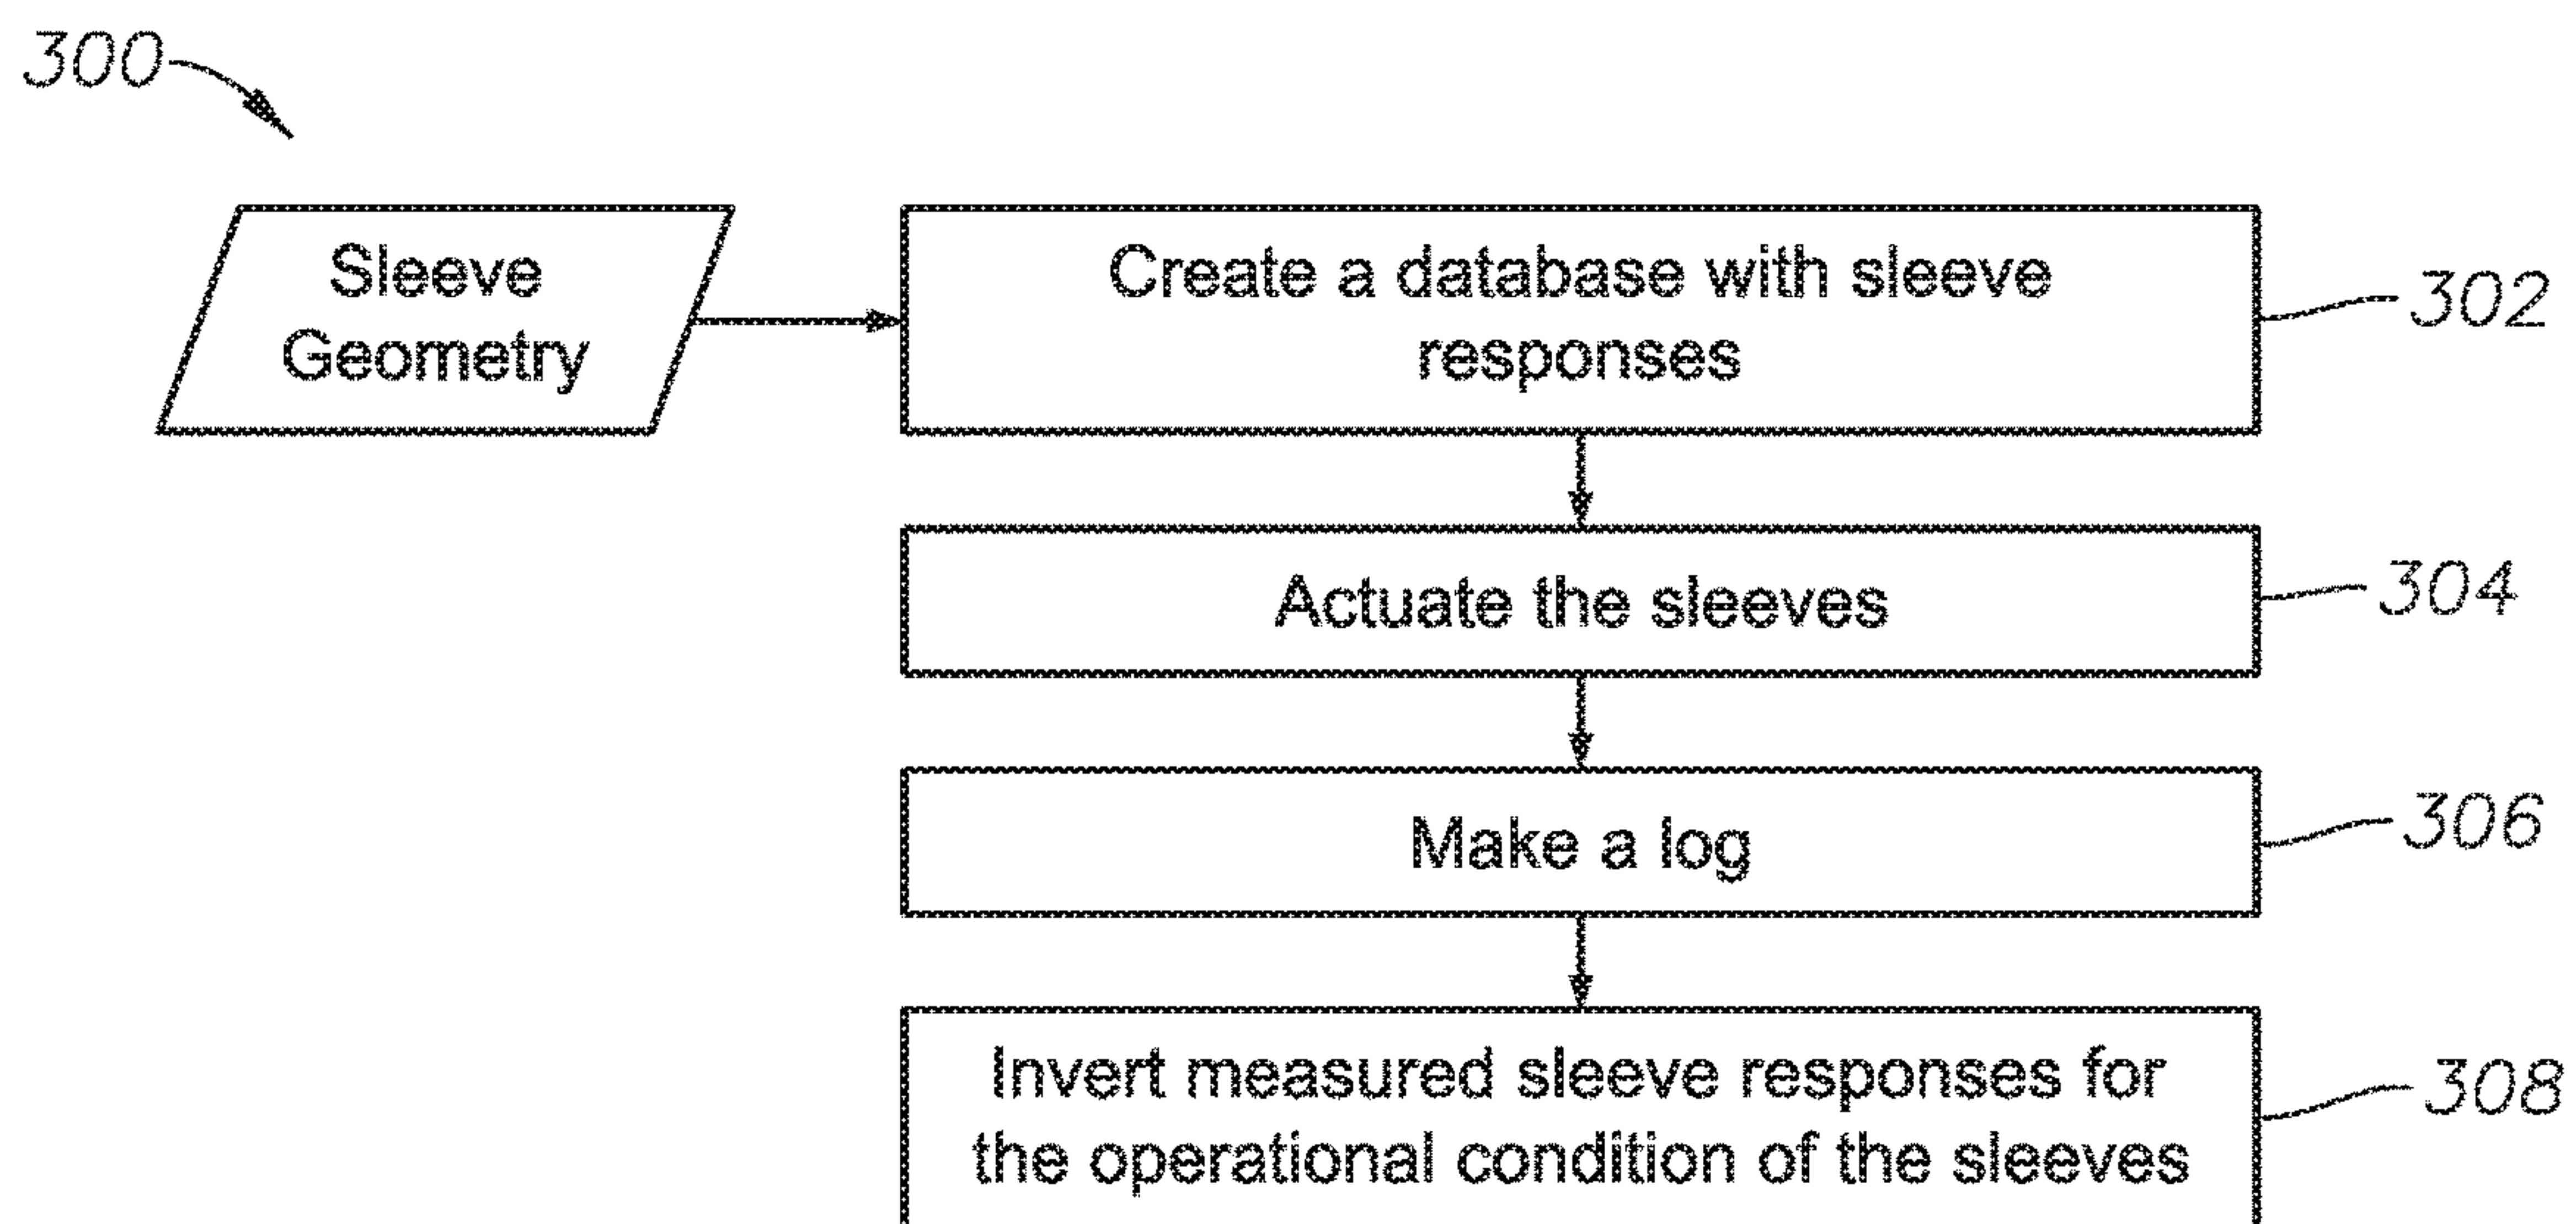 300
Sleeve
Geometry
Create a database with sleeve
responses
302
Actuate the sleeves
304
Make a log
306
Invert measured sleeve responses for
the operational condition of the sleeves
308